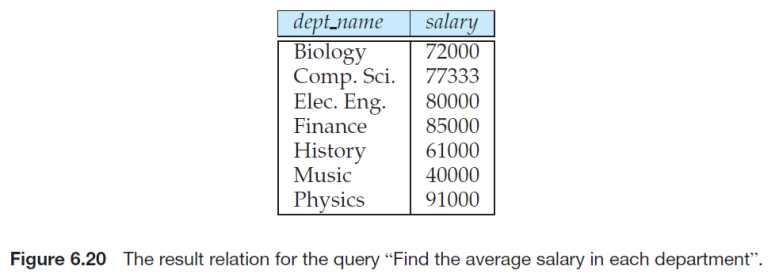 dept_name salary
Biology 72000
Comp. Sci. 77333
Elec. Eng. 80000
Finance 85000
History 61000
Music 40000
Physics 91000
Figure 6.20 The result relation for the query “Find the average salary in each department”.